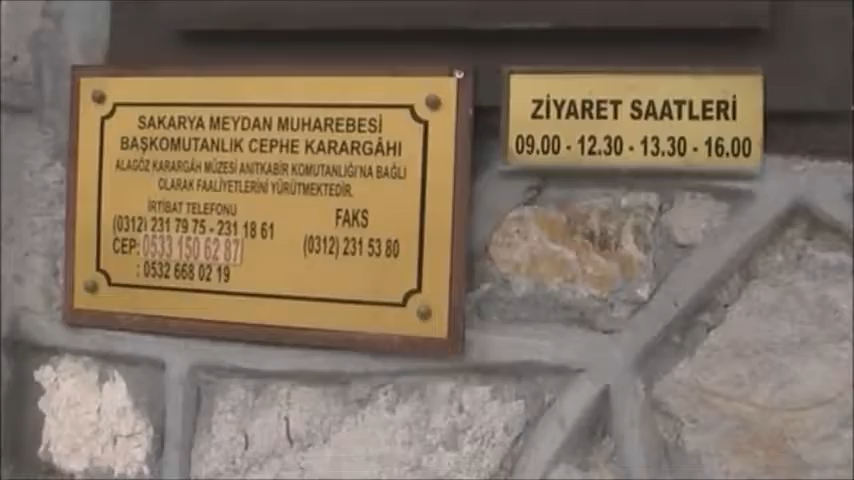 SAKARYA MEYDAN MUHAREBESİ
BAŞKOMUTANLIK CEPHE KARARGÂHI
ALAGÖZ KARARGÂH MÜZESİ ANITKABİR KOMUTANLIĞI'NA BAĞLI
OLARAK FAALİYETLERİNİ YÜRÜTMEKTEDİR.
İRTİBAT TELEFONU
(0312) 231 79 75 - 231 18 61
CEP: 0533 150 62 87
: 0532 668 02 19
FAKS
(0312) 231 53 80
ZİYARET SAATLERİ
09.00 - 12.30 - 13.30 - 16.00